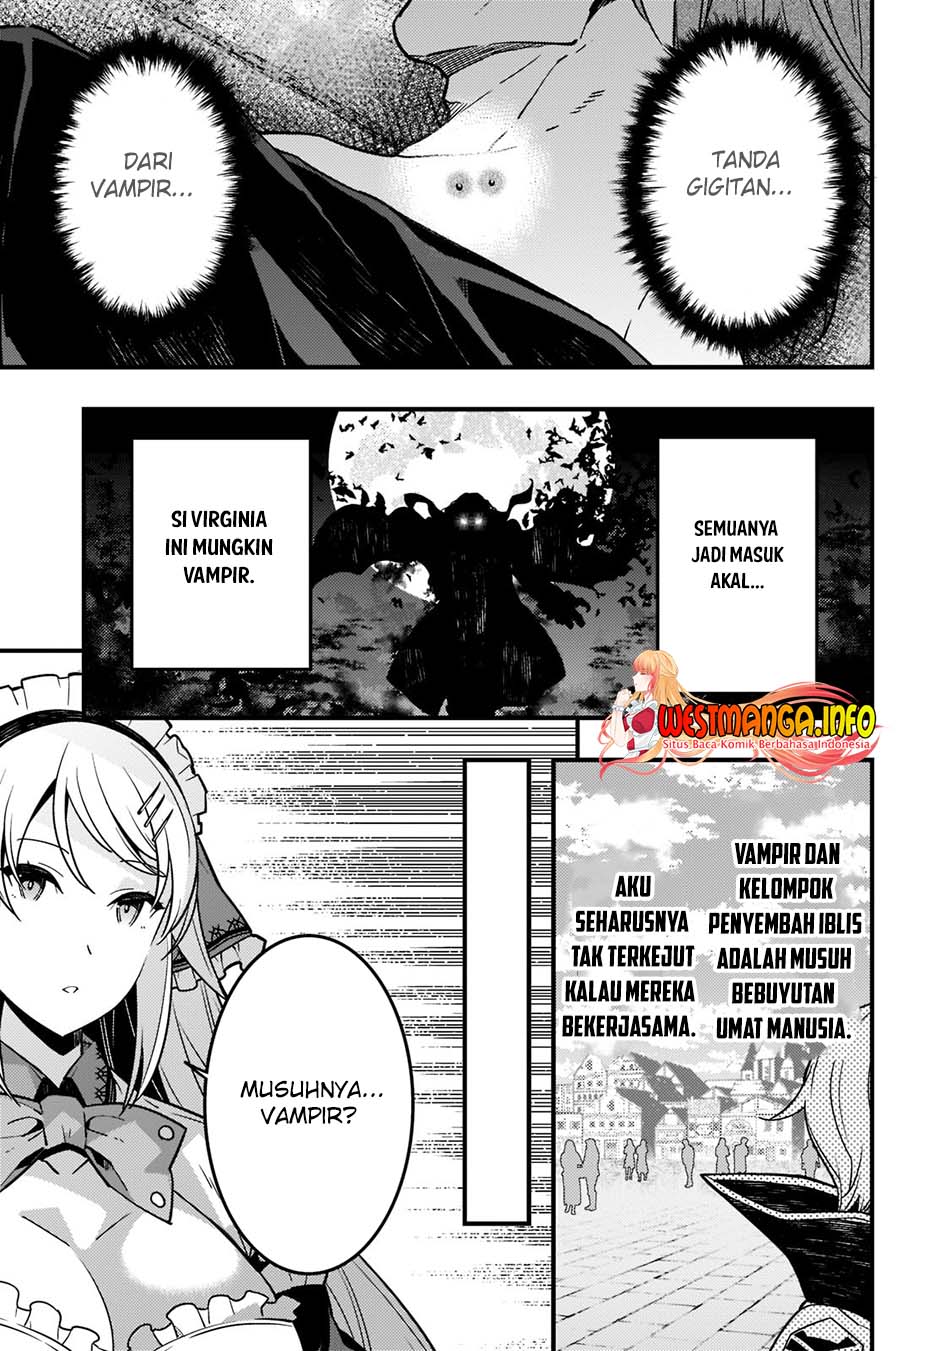 TANDA
GIGITAN...
DARI
VAMPIR...
SEMUANYA
JADI MASUK
AKAL...
SI VIRGINIA
INI MUNGKIN
VAMPIR.
WESTMANGA.INFO
Situs Baca Komik Berbahasa Indonesia
VAMPIR DAN
KELOMPOK
PENYEMBAH IBLIS
ADALAH MUSUH
BEBUYUTAN
UMAT MANUSIA.
AKU
SEHARUSNYA
TAK TERKEJUT
KALAU MEREKA
BEKERJASAMA.
MUSUHNYA...
VAMPIR?